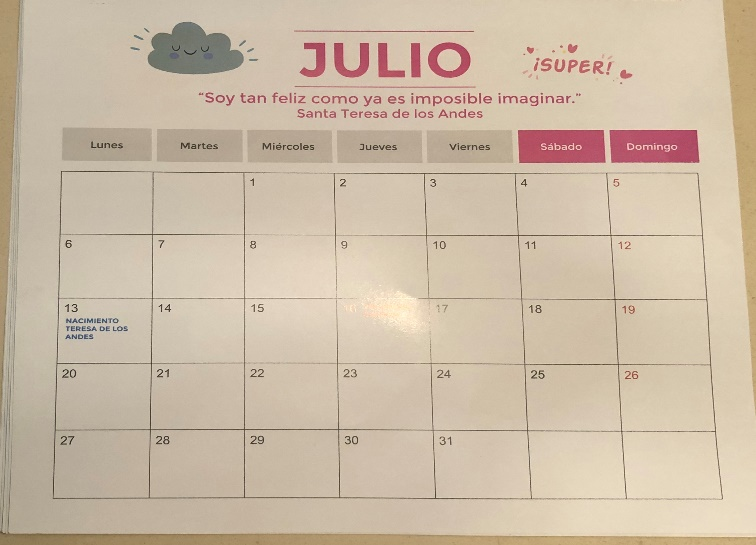 JULIO
¡SUPER!
“Soy tan feliz como ya es imposible imaginar.”
Santa Teresa de los Andes
Lunes Martes Miércoles Jueves Viernes Sábado Domingo
1 2 3 4 5
6 7 8 9 10 11 12
13 14 15 17 18 19
NACIMIENTO
TERESA DE LOS
ANDES
20 21 22 23 24 25 26
27 28 29 30 31